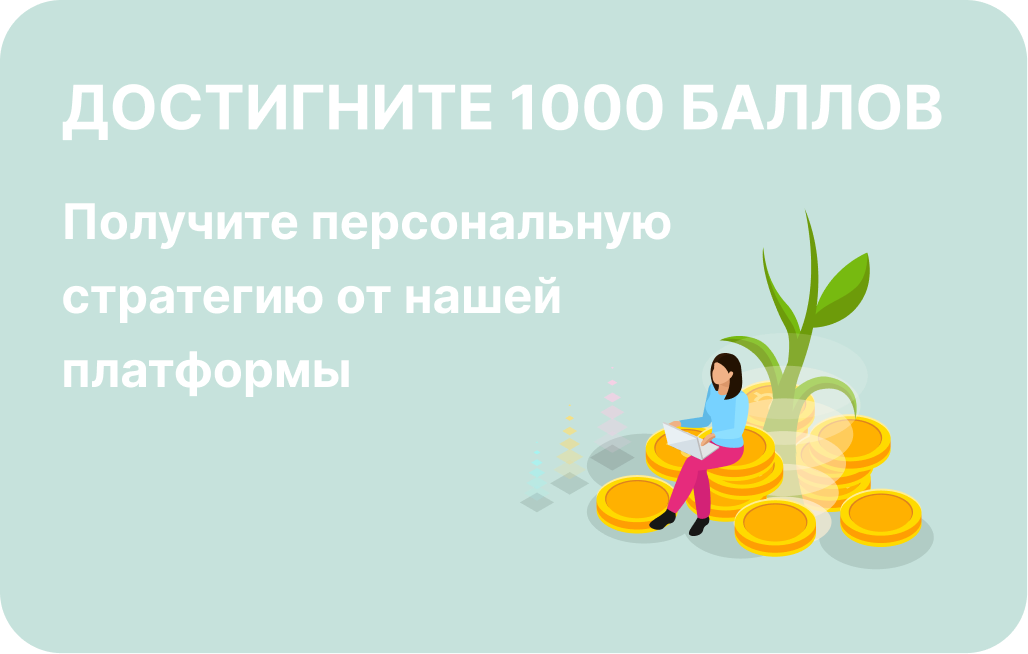 ДОСТИГНИТЕ 1000 БАЛЛОВ
Получите персональную
стратегию от нашей
платформы